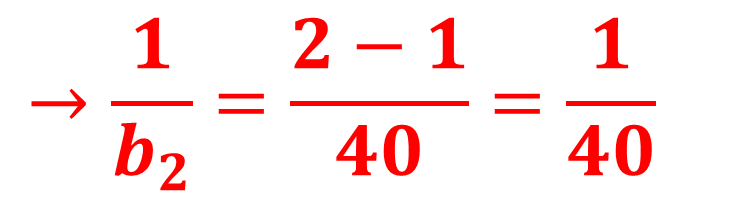 → 1/b₂ = (2 − 1)/40 = 1/40